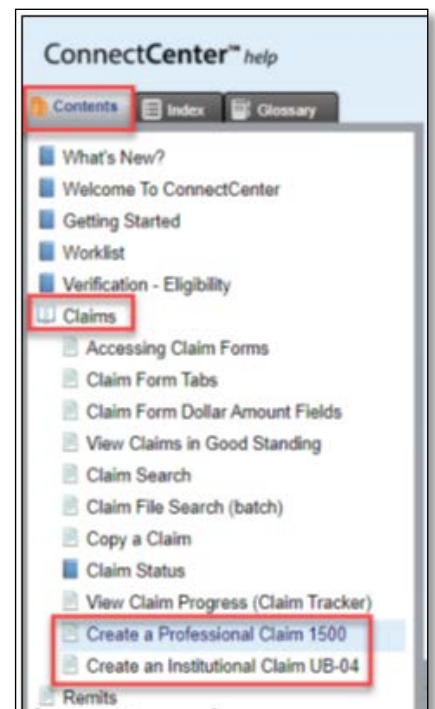 ConnectCenter™ help
Contents Index Glossary
What's New?
Welcome To ConnectCenter
Getting Started
Worklist
Verification - Eligibility
Claims
Accessing Claim Forms
Claim Form Tabs
Claim Form Dollar Amount Fields
View Claims in Good Standing
Claim Search
Claim File Search (batch)
Copy a Claim
Claim Status
View Claim Progress (Claim Tracker)
Create a Professional Claim 1500
Create an Institutional Claim UB-04
Remits